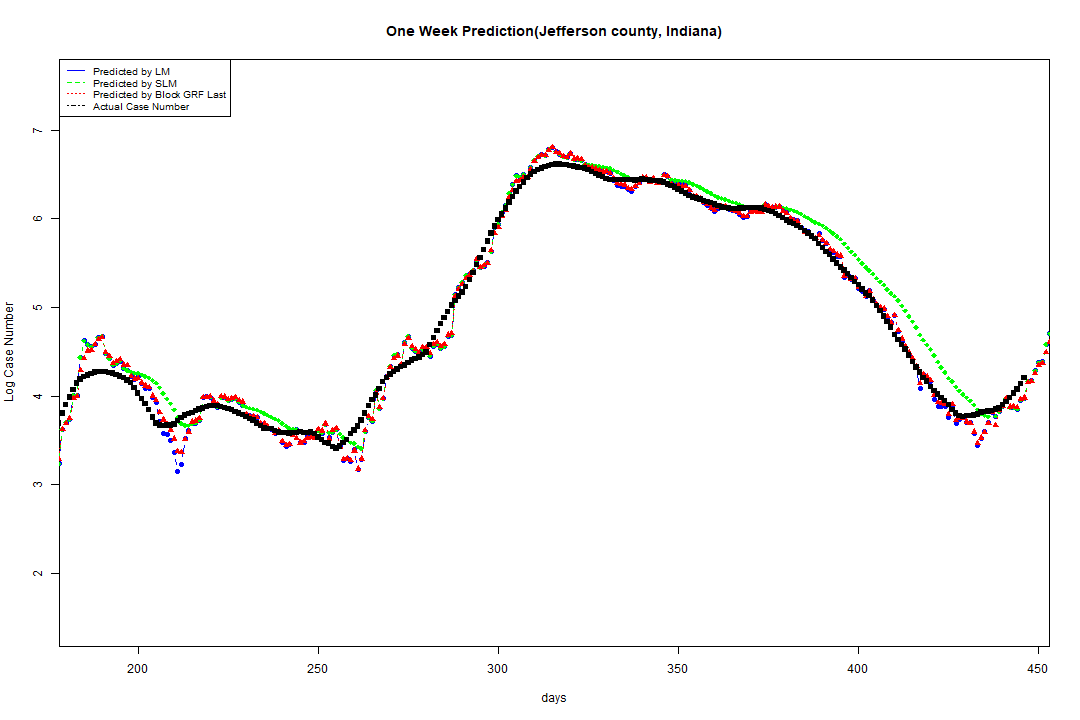 One Week Prediction(Jefferson county, Indiana)
Predicted by LM
Predicted by SLM
Predicted by Block GRF Last
Actual Case Number
7
6
5
4
3
2
Log Case Number
200 250 300 350 400 450
days